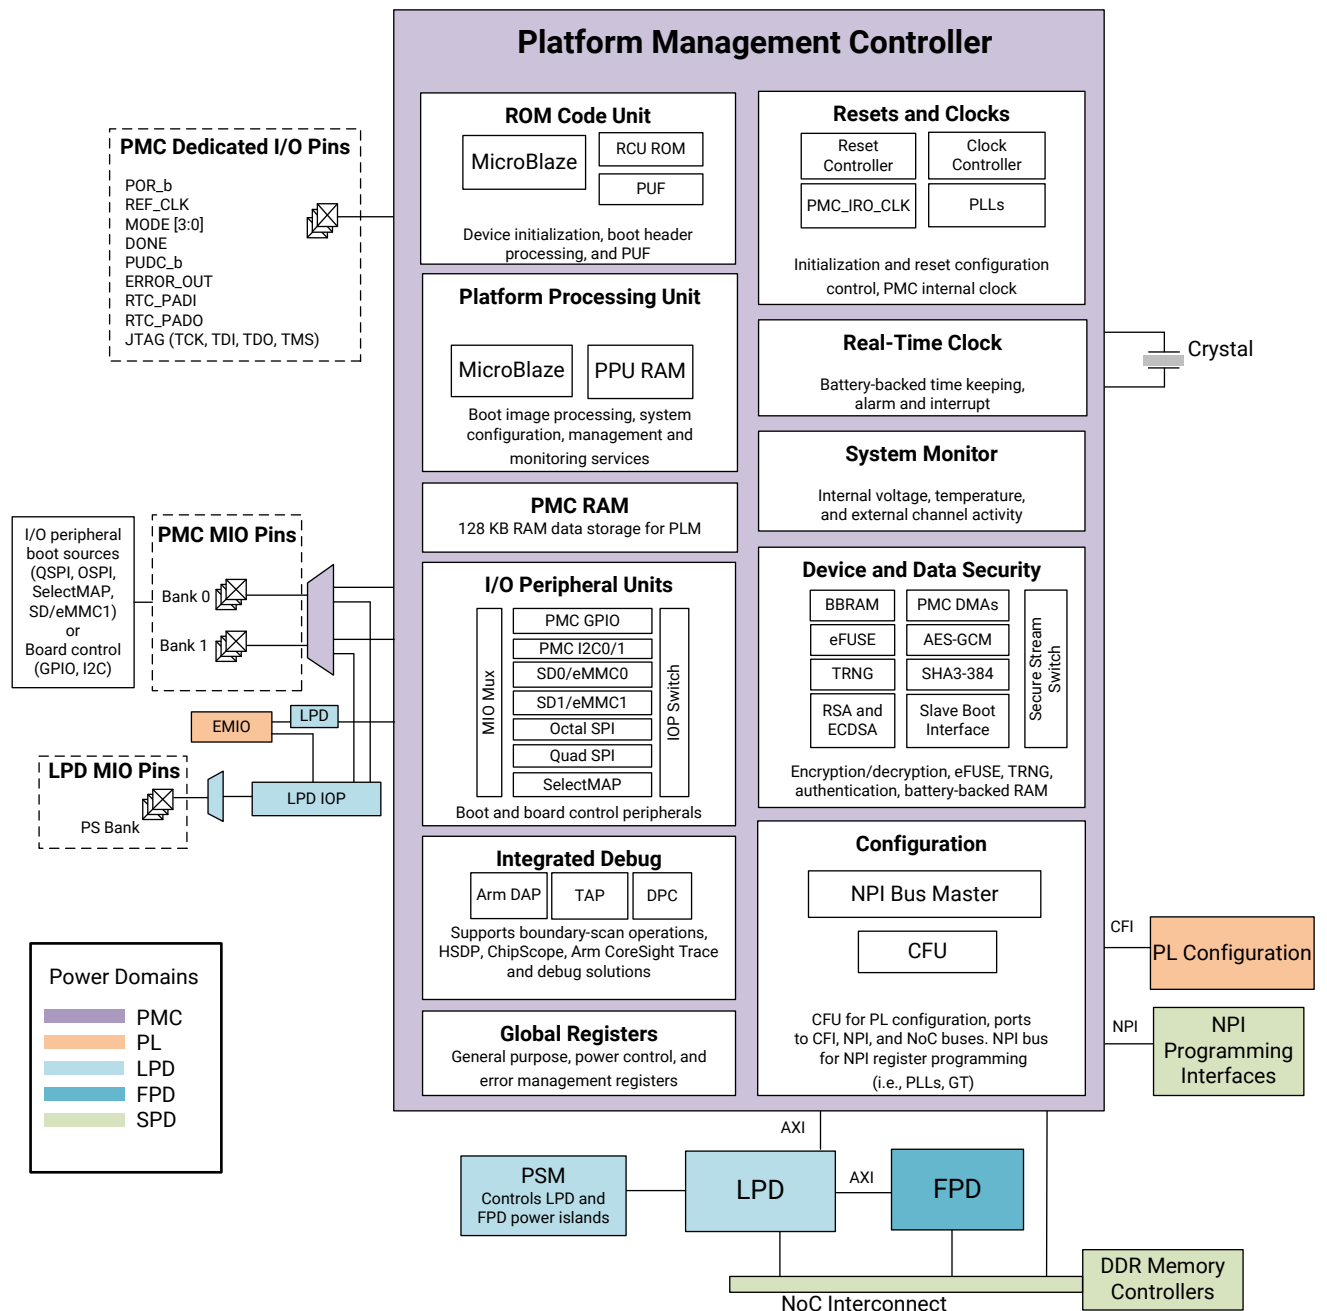 Platform Management Controller
PMC Dedicated I/O Pins
POR_b
REF_CLK
MODE [3:0]
DONE
PUDC_b
ERROR_OUT
RTC_PADI
RTC_PADO
JTAG (TCK, TDI, TDO, TMS)
I/O peripheral
boot sources
(QSPI, OSPI,
SelectMAP,
SD/eMMC1)
or
Board control
(GPIO, I2C)
PMC MIO Pins
Bank 0
Bank 1
EMIO
LPD
LPD MIO Pins
PS Bank
LPD IOP
Power Domains
PMC
PL
LPD
FPD
SPD
ROM Code Unit
MicroBlaze
RCU ROM
PUF
Device initialization, boot header
processing, and PUF
Platform Processing Unit
MicroBlaze
PPU RAM
Boot image processing, system
configuration, management and
monitoring services
PMC RAM
128 KB RAM data storage for PLM
I/O Peripheral Units
MIO Mux
PMC GPIO
PMC I2C0/1
SD0/eMMC0
SD1/eMMC1
Octal SPI
Quad SPI
SelectMAP
IOP Switch
Boot and board control peripherals
Integrated Debug
Arm DAP
TAP
DPC
Supports boundary-scan operations,
HSDP, ChipScope, Arm CoreSight Trace
and debug solutions
Global Registers
General purpose, power control, and
error management registers
Resets and Clocks
Reset
Controller
Clock
Controller
PMC_IRO_CLK
PLLs
Initialization and reset configuration
control, PMC internal clock
Real-Time Clock
Battery-backed time keeping,
alarm and interrupt
Crystal
System Monitor
Internal voltage, temperature,
and external channel activity
Device and Data Security
BBRAM
PMC DMAs
eFUSE
AES-GCM
TRNG
SHA3-384
RSA and
ECDSA
Slave Boot
Interface
Secure Stream
Switch
Encryption/decryption, eFUSE, TRNG,
authentication, battery-backed RAM
Configuration
NPI Bus Master
CFU
CFU for PL configuration, ports
to CFI, NPI, and NoC buses. NPI bus
for NPI register programming
(i.e., PLLs, GT)
CFI
PL Configuration
NPI
NPI
Programming
Interfaces
AXI
PSM
Controls LPD and
FPD power islands
LPD
AXI
FPD
DDR Memory
Controllers
NoC Interconnect